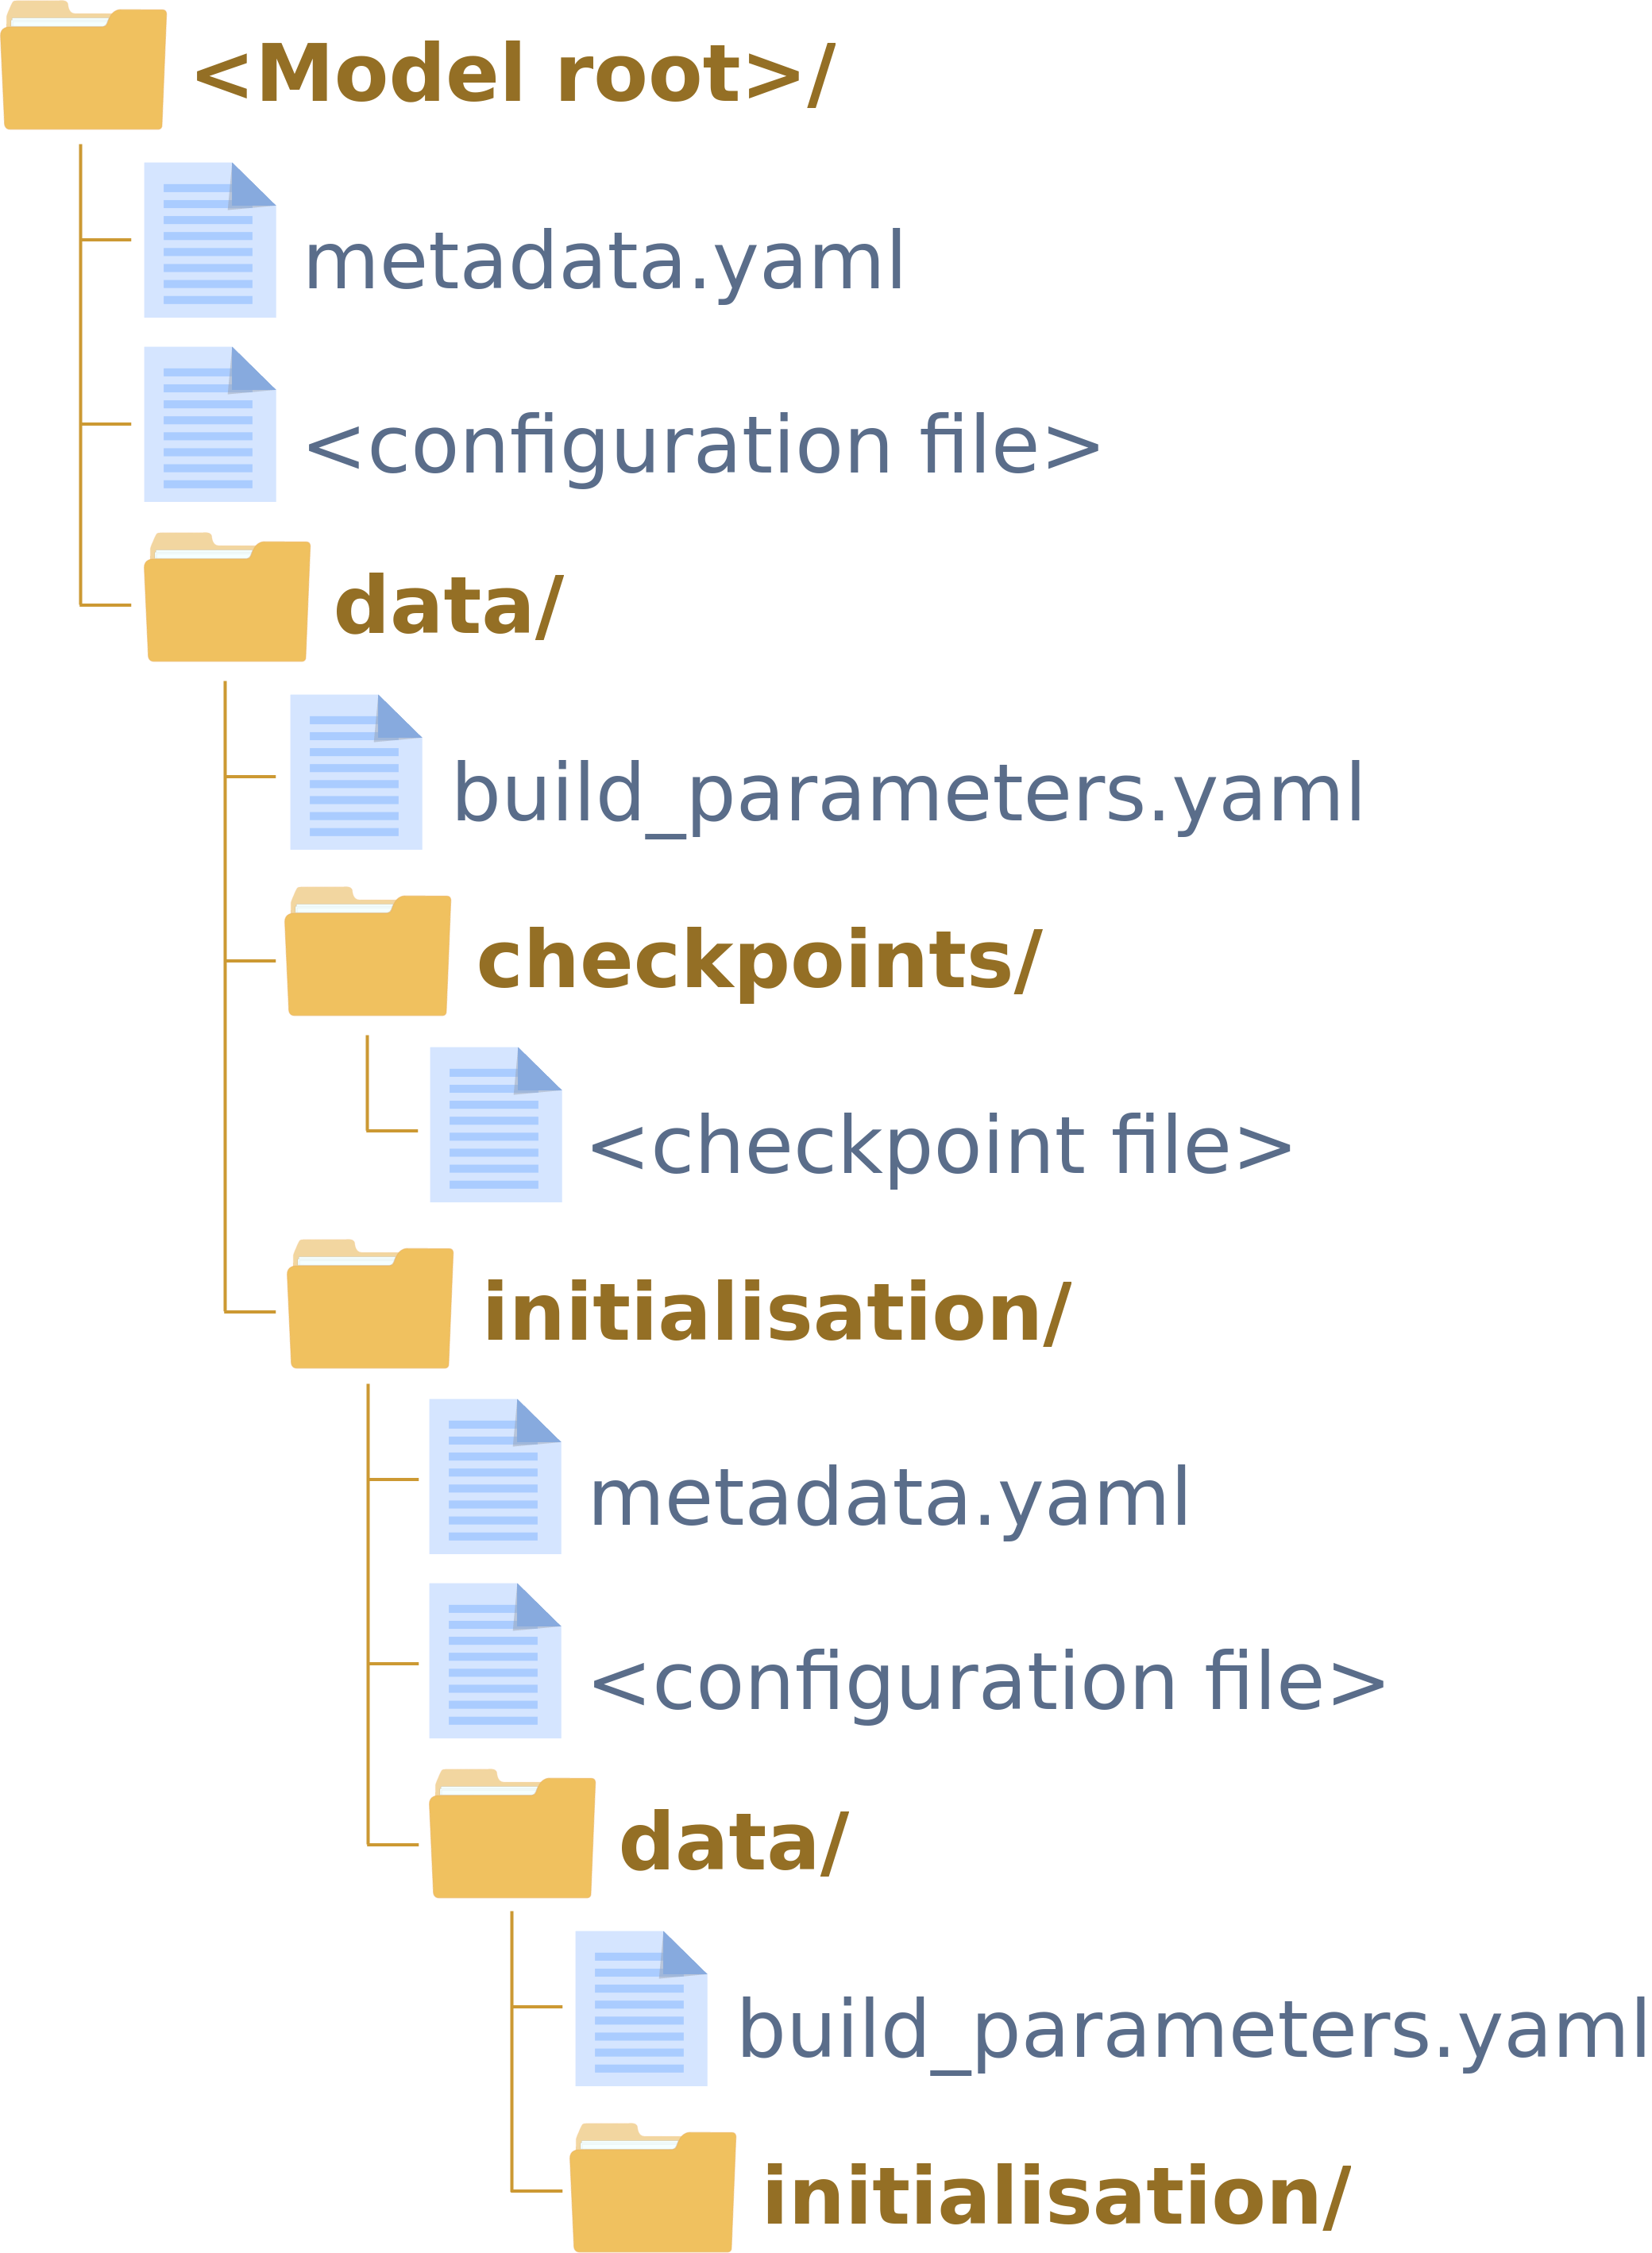 <Model root>/
metadata.yaml
<configuration file>
data/
build_parameters.yaml
checkpoints/
<checkpoint file>
initialisation/
metadata.yaml
<configuration file>
data/
build_parameters.yaml
initialisation/